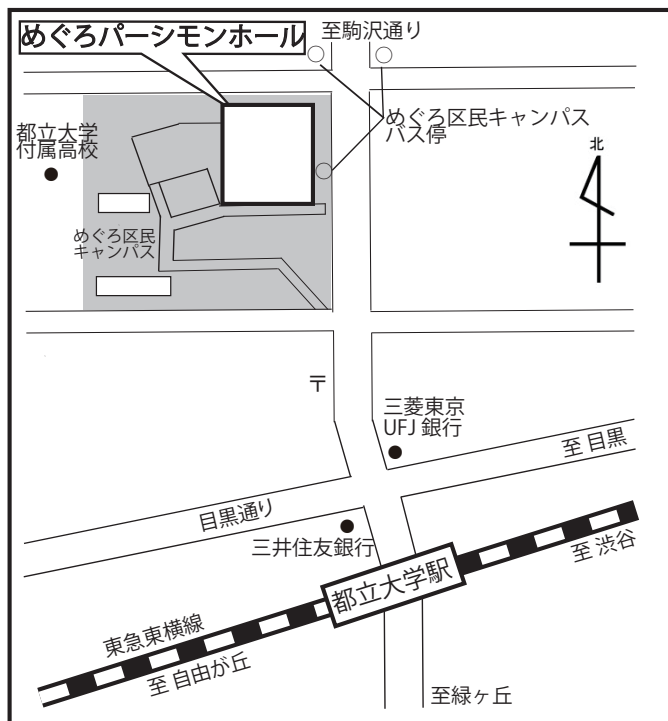 めぐろパーシモンホール
至駒沢通り
めぐろ区民キャンパス
バス停
都立大学
付属高校
北
めぐろ区民
キャンパス
〒
三菱東京
UFJ 銀行
至 目黒
目黒通り
三井住友銀行
至 渋谷
都立大学駅
東急東横線
至 自由が丘
至緑ヶ丘